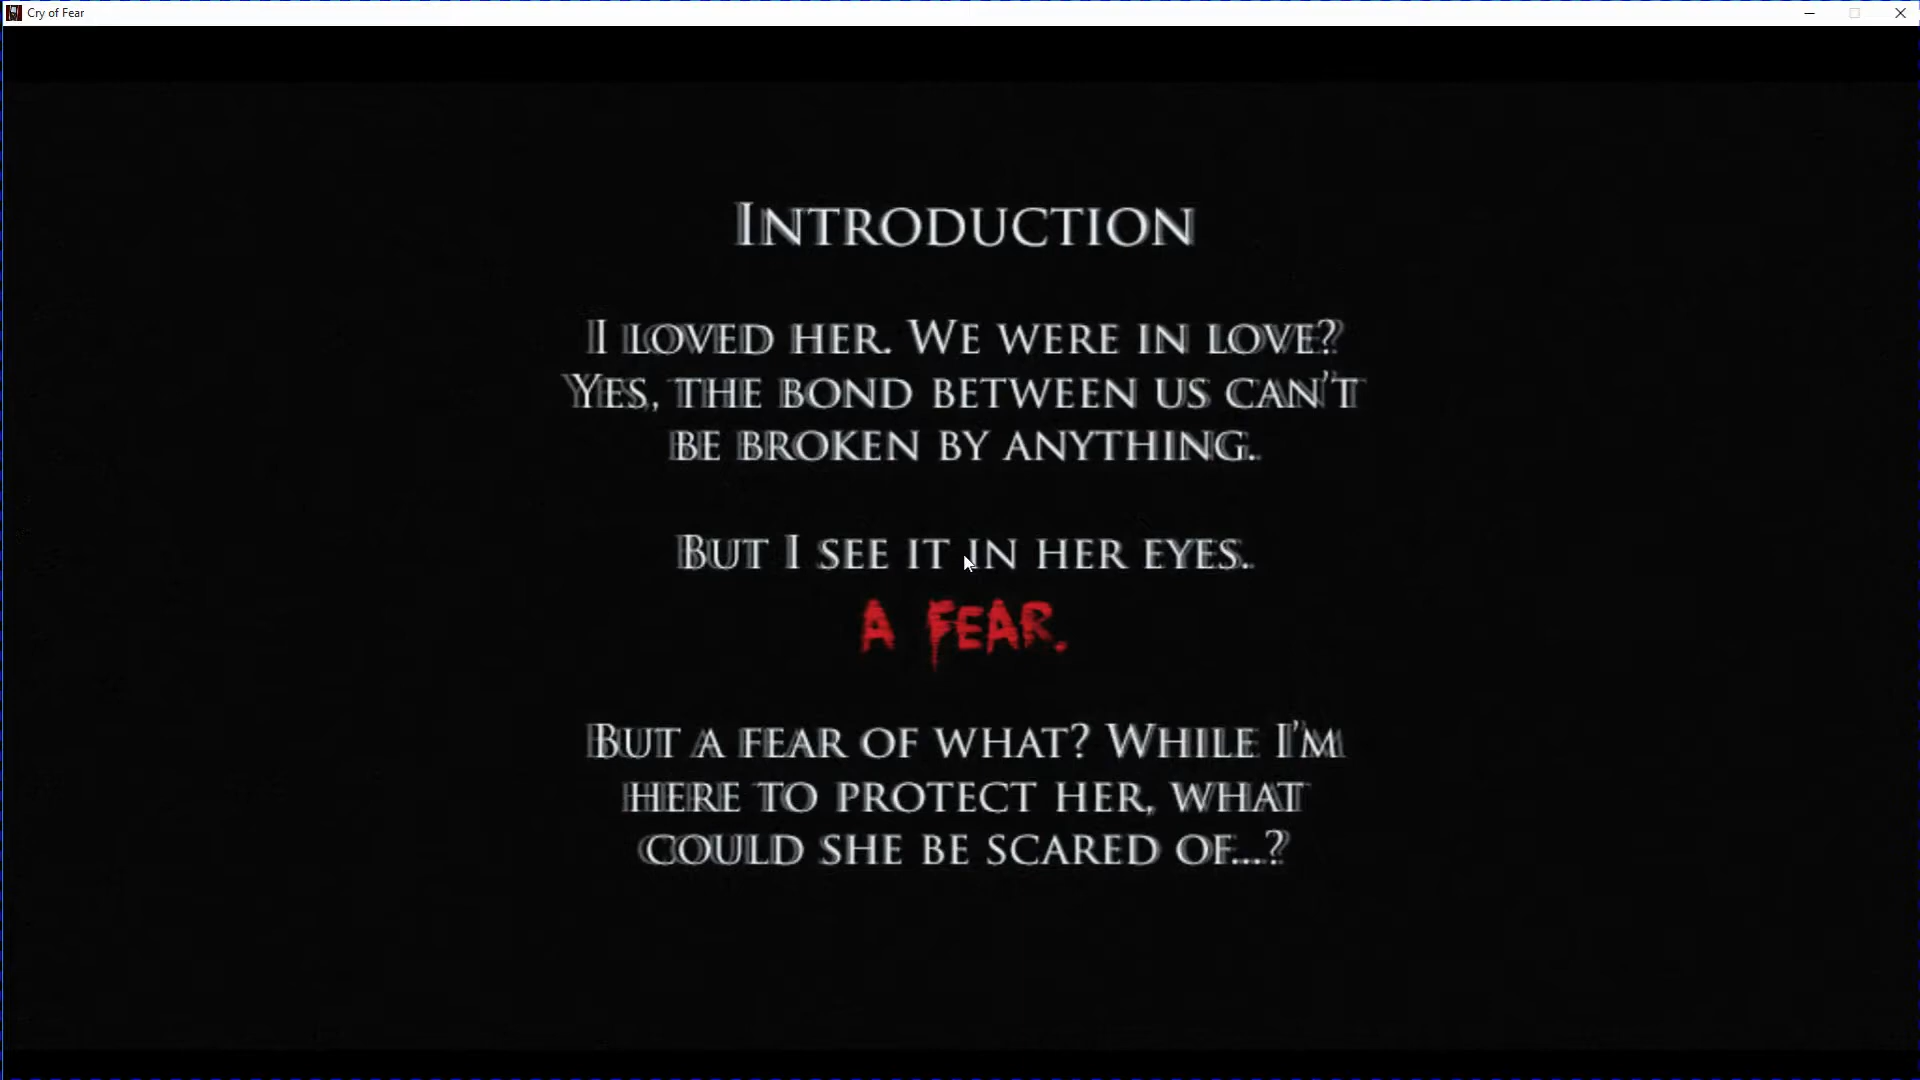 Cry of Fear
INTRODUCTION
I LOVED HER. WE WERE IN LOVE?
YES, THE BOND BETWEEN US CAN'T
BE BROKEN BY ANYTHING.
BUT I SEE IT IN HER EYES.
A FEAR.
BUT A FEAR OF WHAT? WHILE I'M
HERE TO PROTECT HER, WHAT
COULD SHE BE SCARED OF...?